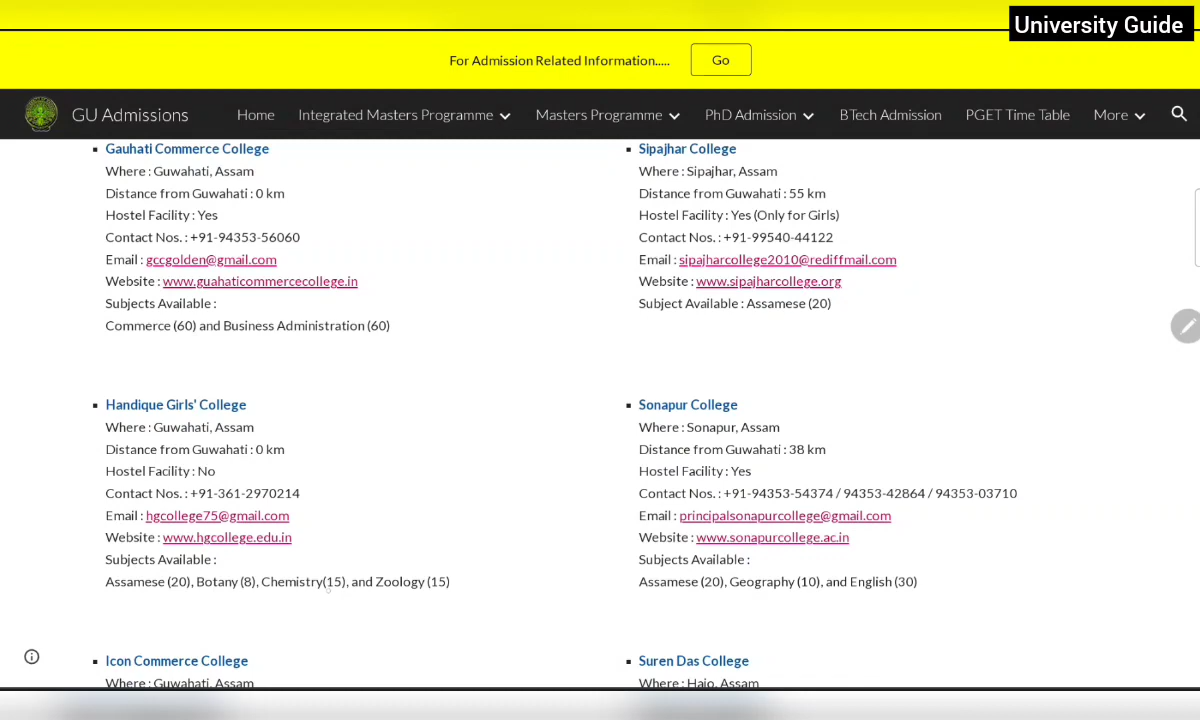 University Guide
For Admission Related Information.....
Go
GU Admissions
Home
Integrated Masters Programme
Masters Programme
PhD Admission
BTech Admission
PGET Time Table
More
Gauhati Commerce College
Where : Guwahati, Assam
Distance from Guwahati : 0 km
Hostel Facility : Yes
Contact Nos. : +91-94353-56060
Email : gccgolden@gmail.com
Website : www.guahaticommercecollege.in
Subjects Available :
Commerce (60) and Business Administration (60)
Sipajhar College
Where : Sipajhar, Assam
Distance from Guwahati : 55 km
Hostel Facility : Yes (Only for Girls)
Contact Nos. : +91-99540-44122
Email : sipajharcollege2010@rediffmail.com
Website : www.sipajharcollege.org
Subject Available : Assamese (20)
Handique Girls' College
Where : Guwahati, Assam
Distance from Guwahati : 0 km
Hostel Facility : No
Contact Nos. : +91-361-2970214
Email : hgcollege75@gmail.com
Website : www.hgcollege.edu.in
Subjects Available :
Assamese (20), Botany (8), Chemistry(15), and Zoology (15)
Sonapur College
Where : Sonapur, Assam
Distance from Guwahati : 38 km
Hostel Facility : Yes
Contact Nos. : +91-94353-54374 / 94353-42864 / 94353-03710
Email : principalsonapurcollege@gmail.com
Website : www.sonapurcollege.ac.in
Subjects Available :
Assamese (20), Geography (10), and English (30)
Icon Commerce College
Where : Guwahati, Assam
Suren Das College
Where : Hajo, Assam